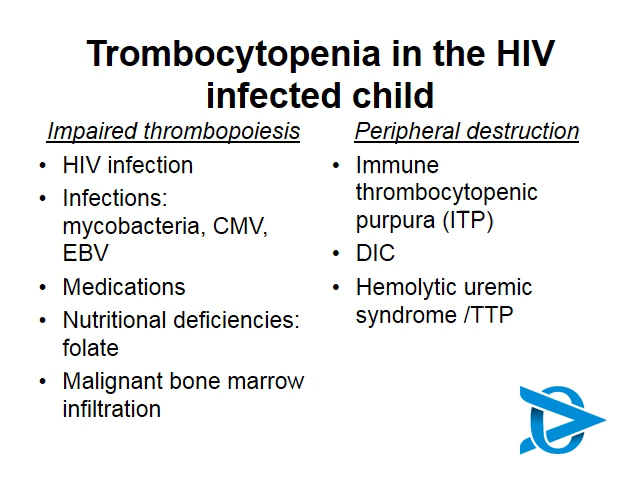 Trombocytopenia in the HIV
infected child
Impaired thrombopoiesis
• HIV infection
• Infections:
mycobacteria, CMV,
EBV
• Medications
• Nutritional deficiencies:
folate
• Malignant bone marrow
infiltration
Peripheral destruction
• Immune
thrombocytopenic
purpura (ITP)
• DIC
• Hemolytic uremic
syndrome /TTP